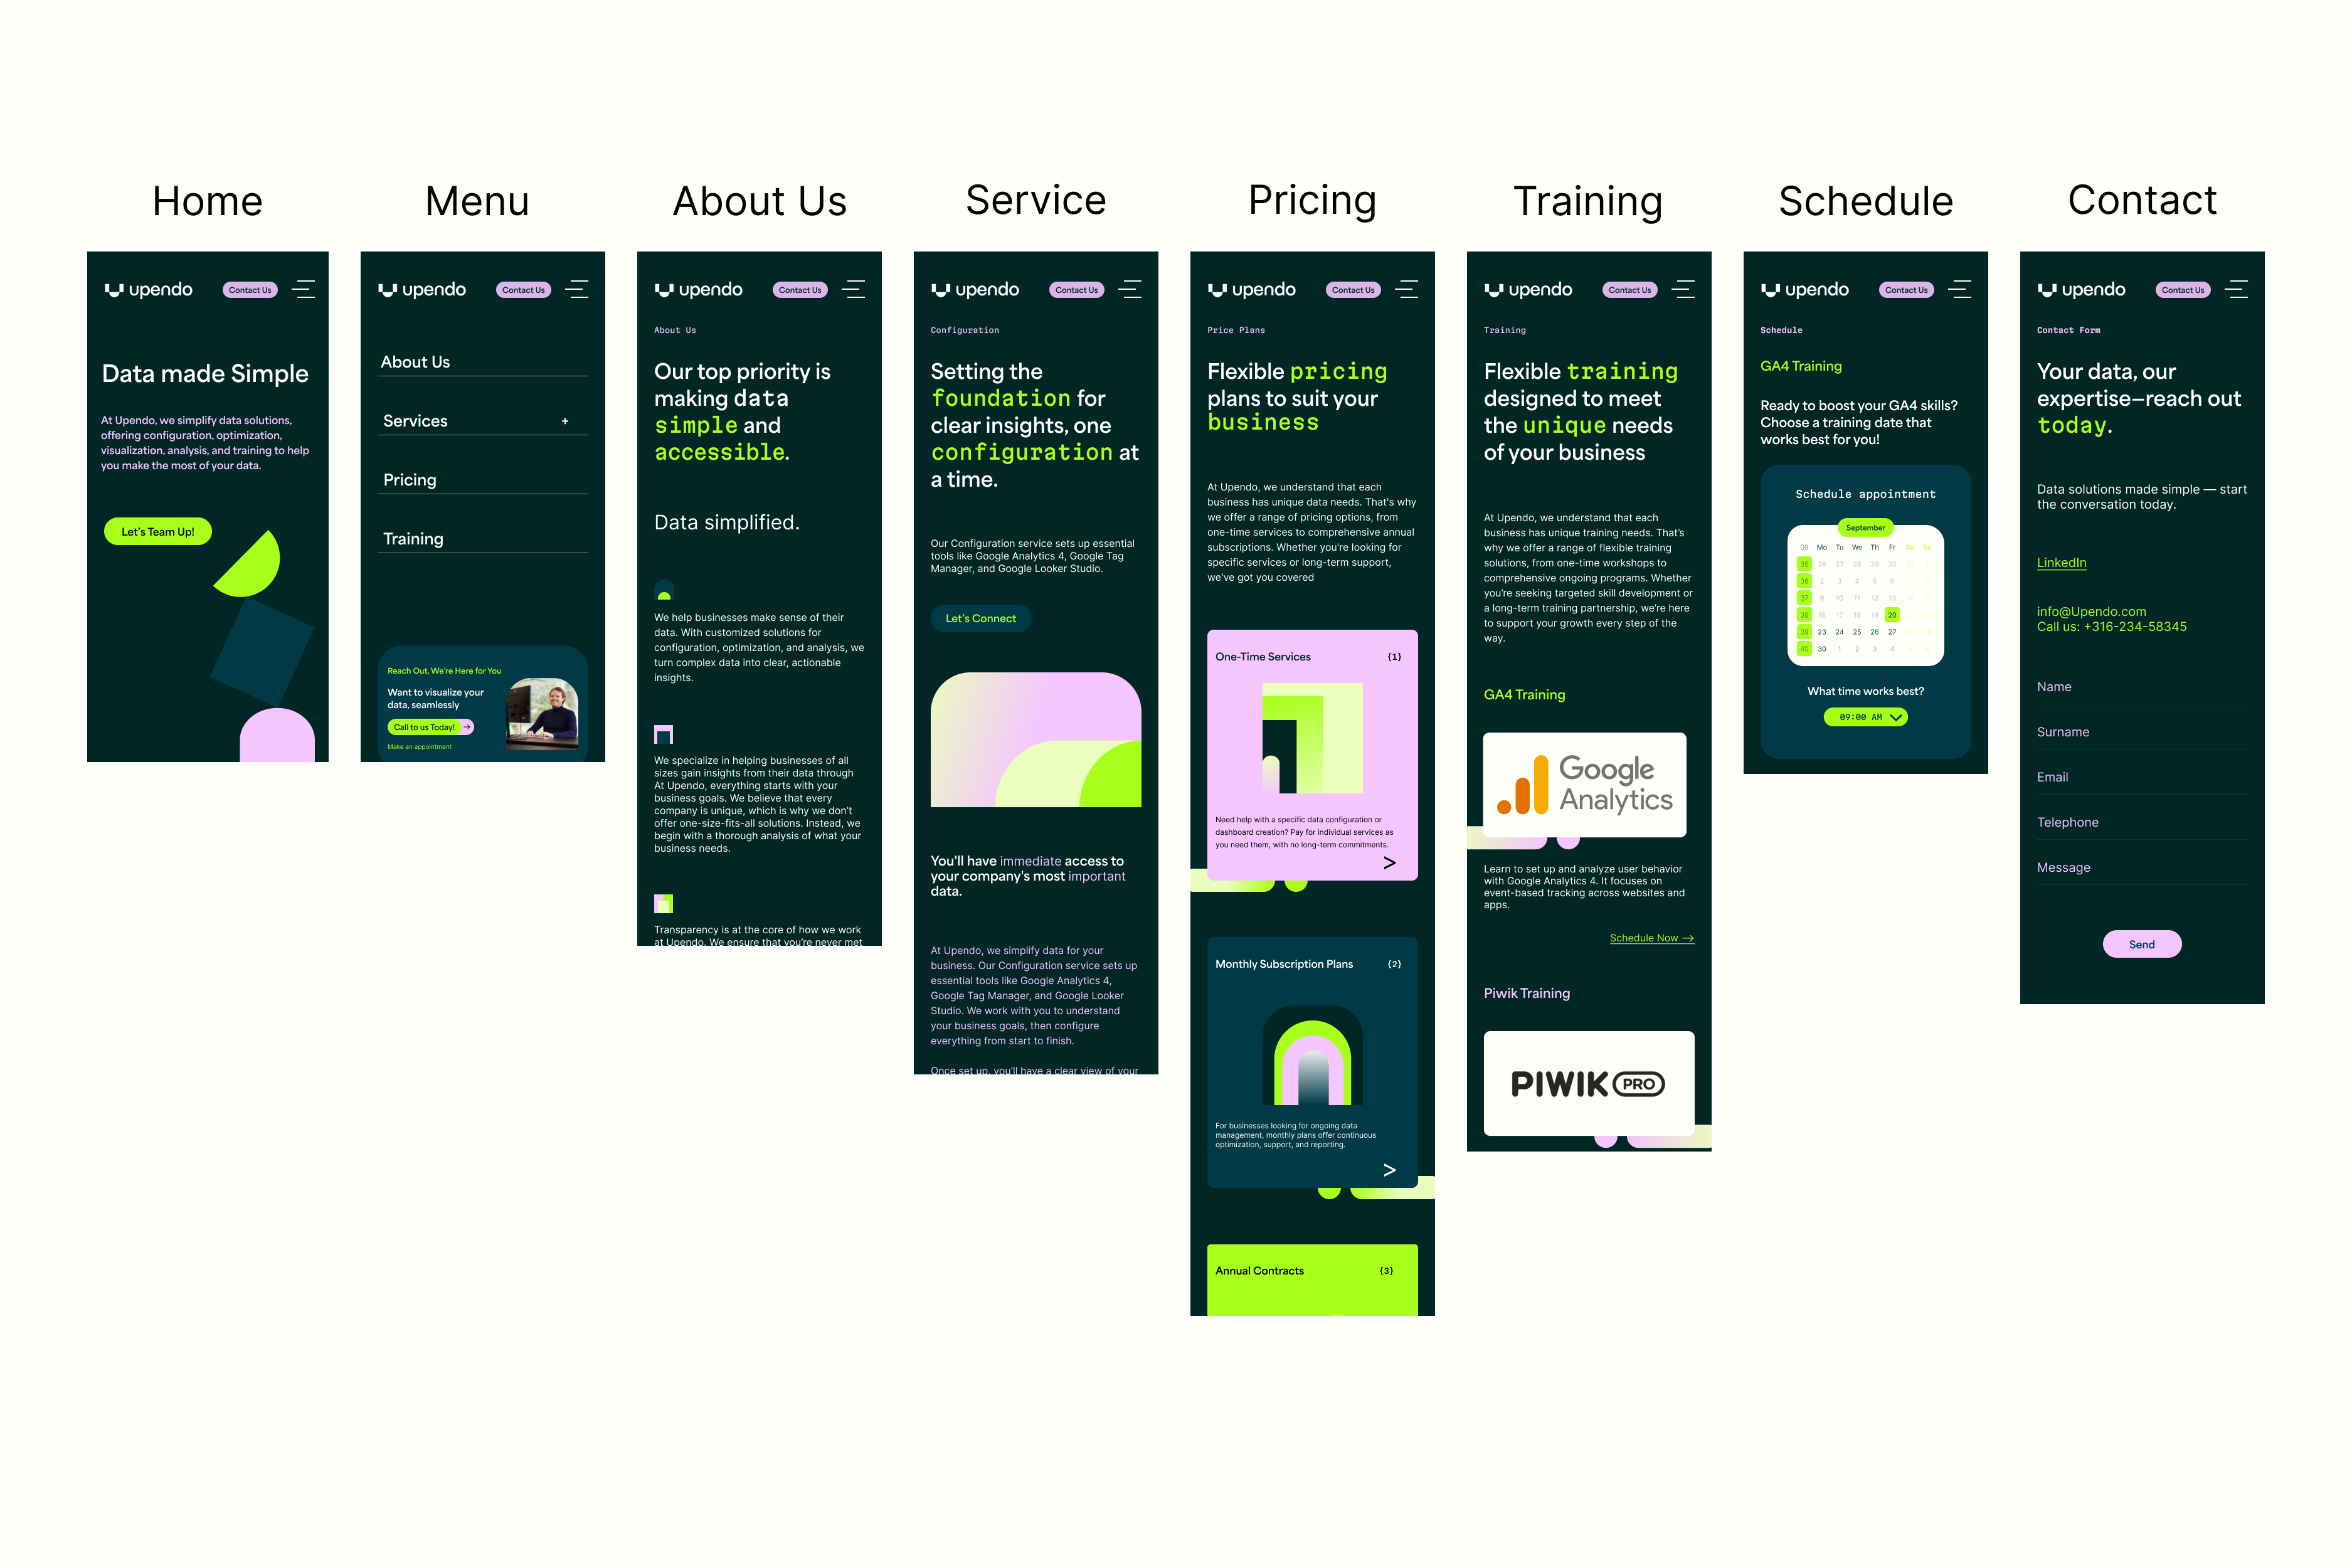 Home
upendo
Contact Us
Data made Simple
At Upendo, we simplify data solutions,
offering configuration, optimization,
visualization, analysis, and training to help
you make the most of your data.
Let's Team Up!
Menu
upendo
Contact Us
About Us
Services +
Pricing
Training
Reach Out, We're Here for You
Want to visualize your
data, seamlessly
Call to us Today! →
Make an appointment
About Us
upendo
Contact Us
About Us
Our top priority is
making data
simple and
accessible.
Data simplified.
We help businesses make sense of their
data. With customized solutions for
configuration, optimization, and analysis, we
turn complex data into clear, actionable
insights.
We specialize in helping businesses of all
sizes gain insights from their data through
At Upendo, everything starts with your
business goals. We believe that every
company is unique, which is why we don't
offer one-size-fits-all solutions. Instead, we
begin with a thorough analysis of what your
business needs.
Transparency is at the core of how we work
at Upendo. We ensure that you're never met
Service
upendo
Contact Us
Configuration
Setting the
foundation for
clear insights, one
configuration at
a time.
Our Configuration service sets up essential
tools like Google Analytics 4, Google Tag
Manager, and Google Looker Studio.
Let's Connect
You'll have immediate access to
your company's most important
data.
At Upendo, we simplify data for your
business. Our Configuration service sets up
essential tools like Google Analytics 4,
Google Tag Manager, and Google Looker
Studio. We work with you to understand
your business goals, then configure
everything from start to finish.
Once set up, you'll have a clear view of your
Pricing
upendo
Contact Us
Price Plans
Flexible pricing
plans to suit your
business
At Upendo, we understand that each
business has unique data needs. That's why
we offer a range of pricing options, from
one-time services to comprehensive annual
subscriptions. Whether you're looking for
specific services or long-term support,
we've got you covered
One-Time Services {1}
Need help with a specific data configuration or
dashboard creation? Pay for individual services as
you need them, with no long-term commitments.
>
Monthly Subscription Plans {2}
For businesses looking for ongoing data
management, monthly plans offer continuous
optimization, support, and reporting.
>
Annual Contracts {3}
Training
upendo
Contact Us
Training
Flexible training
designed to meet
the unique needs
of your business
At Upendo, we understand that each
business has unique training needs. That's
why we offer a range of flexible training
solutions, from one-time workshops to
comprehensive ongoing programs. Whether
you're seeking targeted skill development or
a long-term training partnership, we're here
to support your growth every step of the
way.
GA4 Training
Google
Analytics
Learn to set up and analyze user behavior
with Google Analytics 4. It focuses on
event-based tracking across websites and
apps.
Schedule Now →
Piwik Training
PIWIK PRO
Schedule
upendo
Contact Us
Schedule
GA4 Training
Ready to boost your GA4 skills?
Choose a training date that
works best for you!
Schedule appointment
September
09 Mo Tu We Th Fr Sa Su
35 26 27 28 29 30
36 2 3 4 5 6
37 9 10 11 12 13
38 16 17 18 19 20
39 23 24 25 26 27
40 30 1 2 3 4
What time works best?
09:00 AM
Contact
upendo
Contact Us
Contact Form
Your data, our
expertise—reach out
today.
Data solutions made simple — start
the conversation today.
LinkedIn
info@Upendo.com
Call us: +316-234-58345
Name
Surname
Email
Telephone
Message
Send